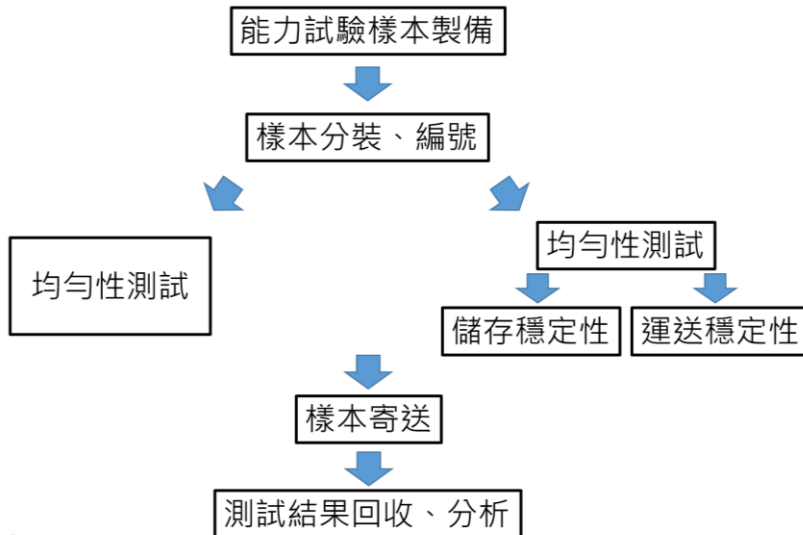 能力試驗樣本製備
樣本分裝、編號
均勻性測試
均勻性測試
儲存穩定性
運送穩定性
樣本寄送
測試結果回收、分析